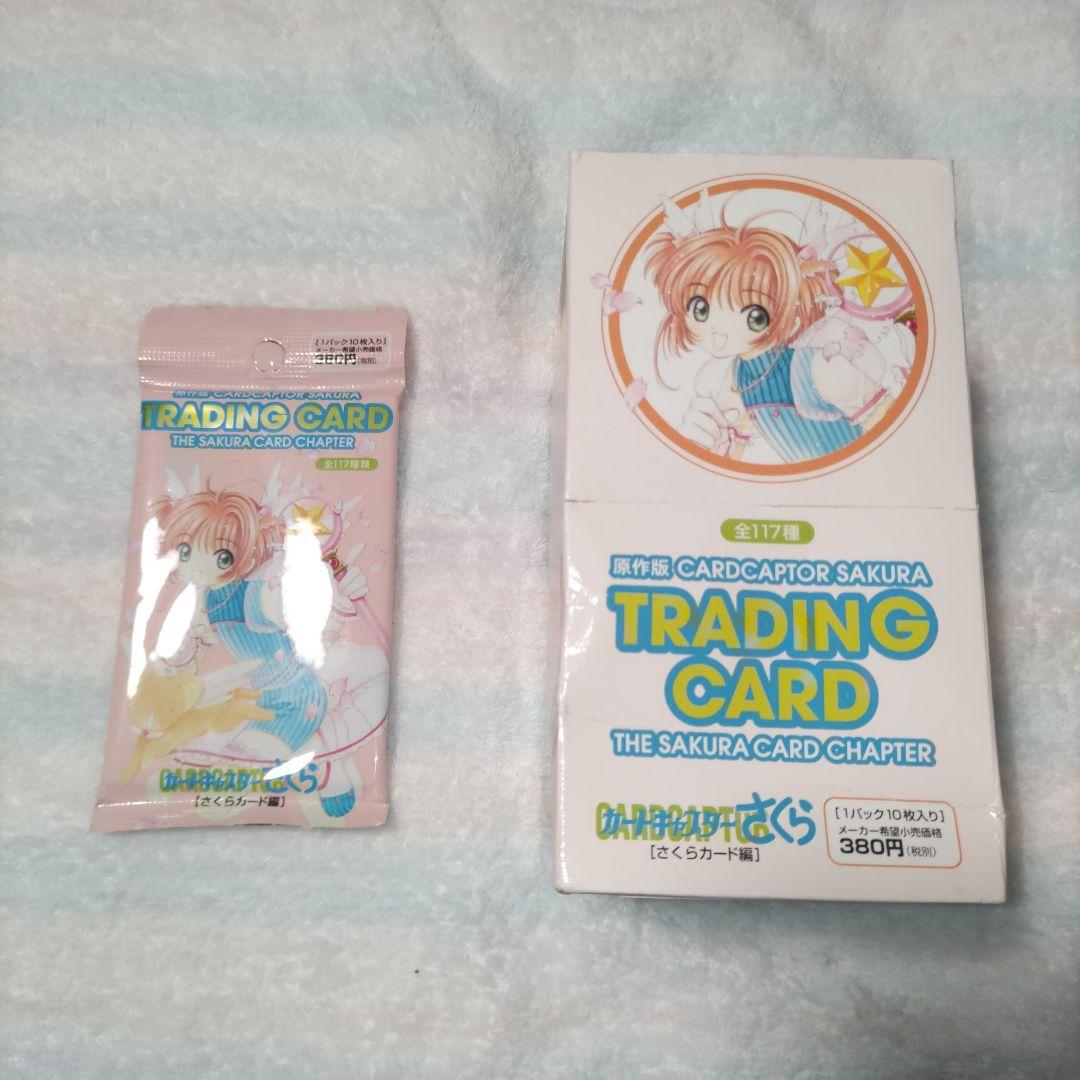 [1パック10枚入り]
メーカー希望小売価格
380円(税別)
原作版 CARDCAPTOR SAKURA
TRADING CARD
THE SAKURA CARD CHAPTER
全117種類
CARDCAPTOR
カードキャプターさくら
[さくらカード編]
全117種
原作版 CARDCAPTOR SAKURA
TRADING
CARD
THE SAKURA CARD CHAPTER
CARDCAPTOR
カードキャプターさくら
[さくらカード編]
[1パック10枚入り]
メーカー希望小売価格
380円(税別)